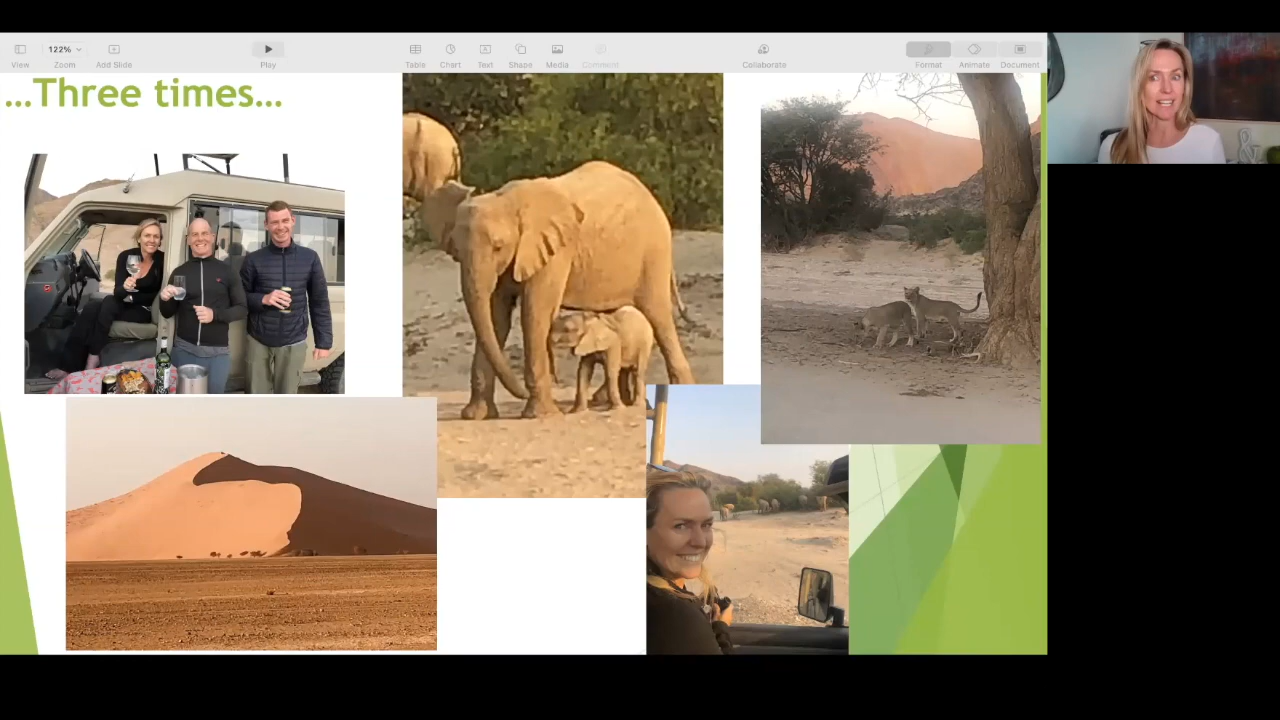 122%
View
Zoom
Add Slide
Play
Table
Chart
Text
Shape
Media
Comment
Collaborate
Format
Animate
Document
...Three times...